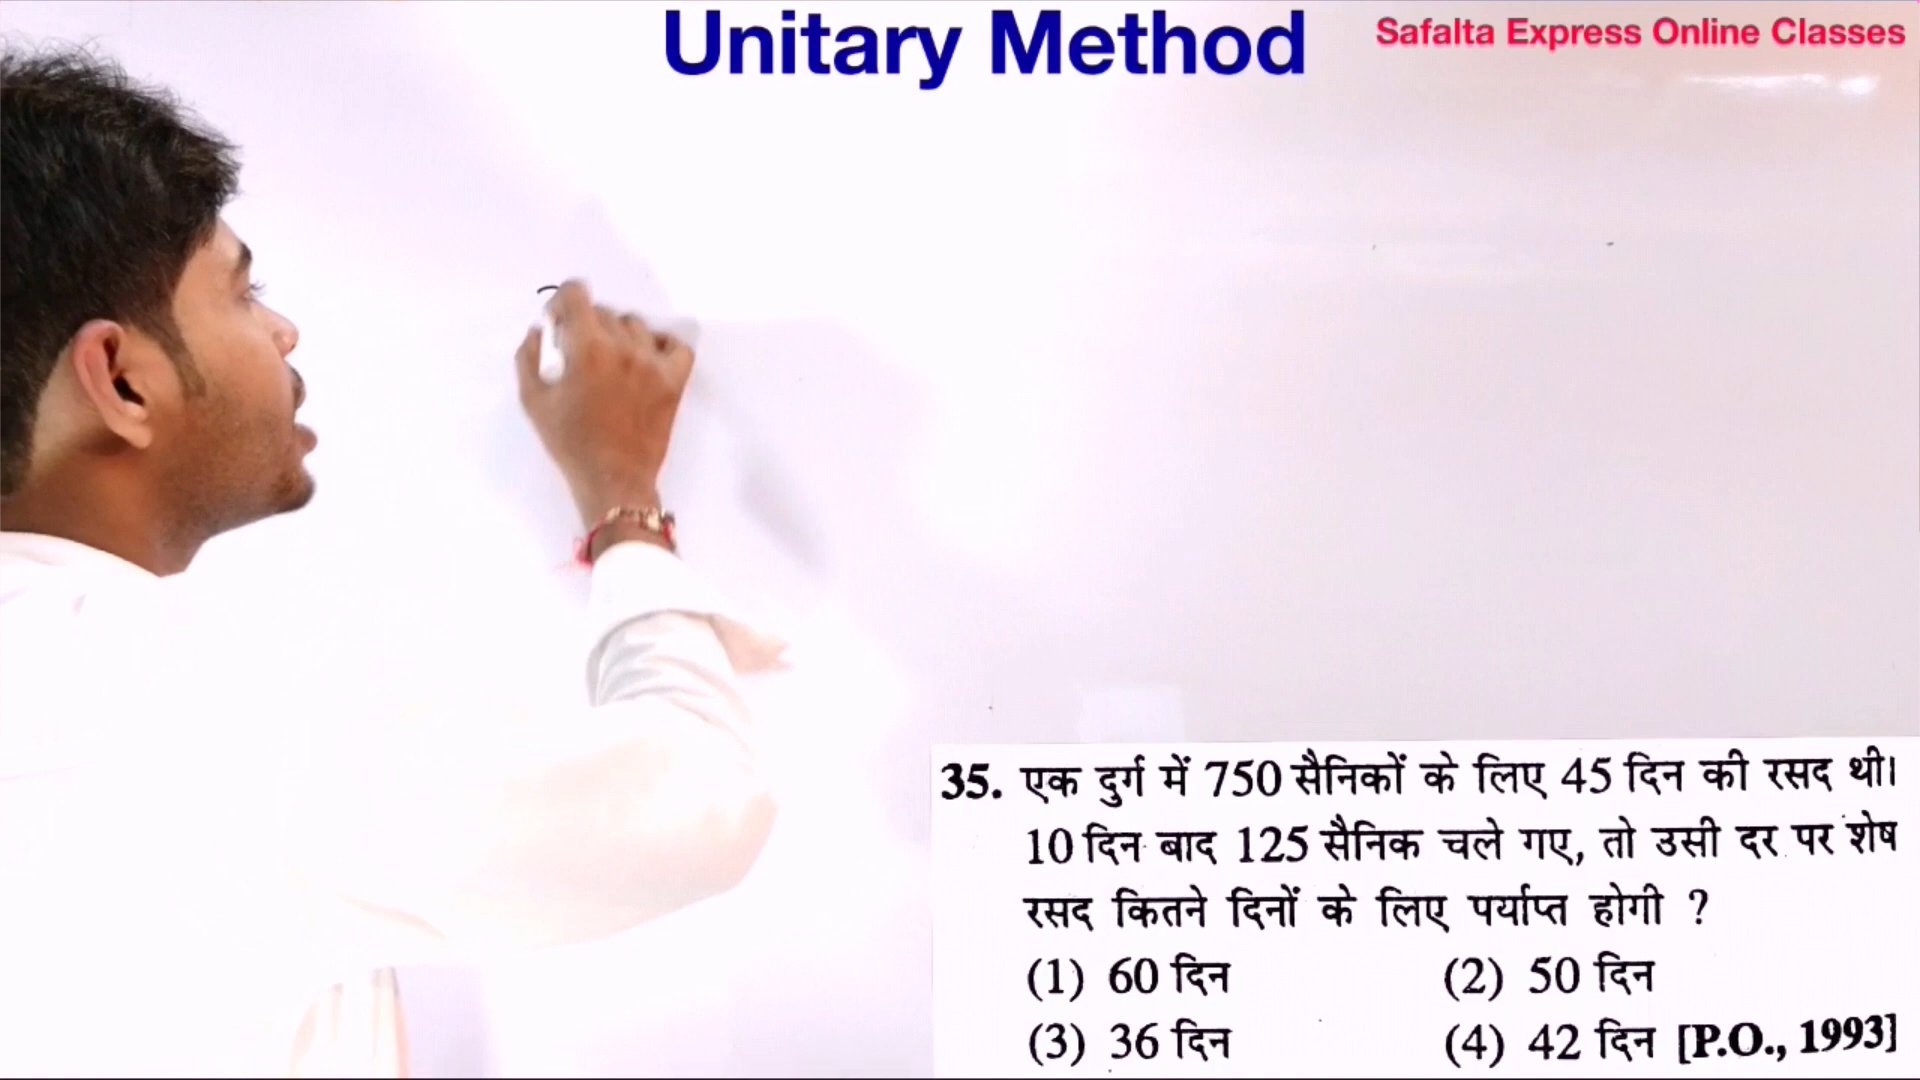 Unitary Method
Safalta Express Online Classes
35. एक दुर्ग में 750 सैनिकों के लिए 45 दिन की रसद थी।
10 दिन बाद 125 सैनिक चले गए, तो उसी दर पर शेष
रसद कितने दिनों के लिए पर्याप्त होगी ?
(1) 60 दिन (2) 50 दिन
(3) 36 दिन (4) 42 दिन [P.O., 1993]